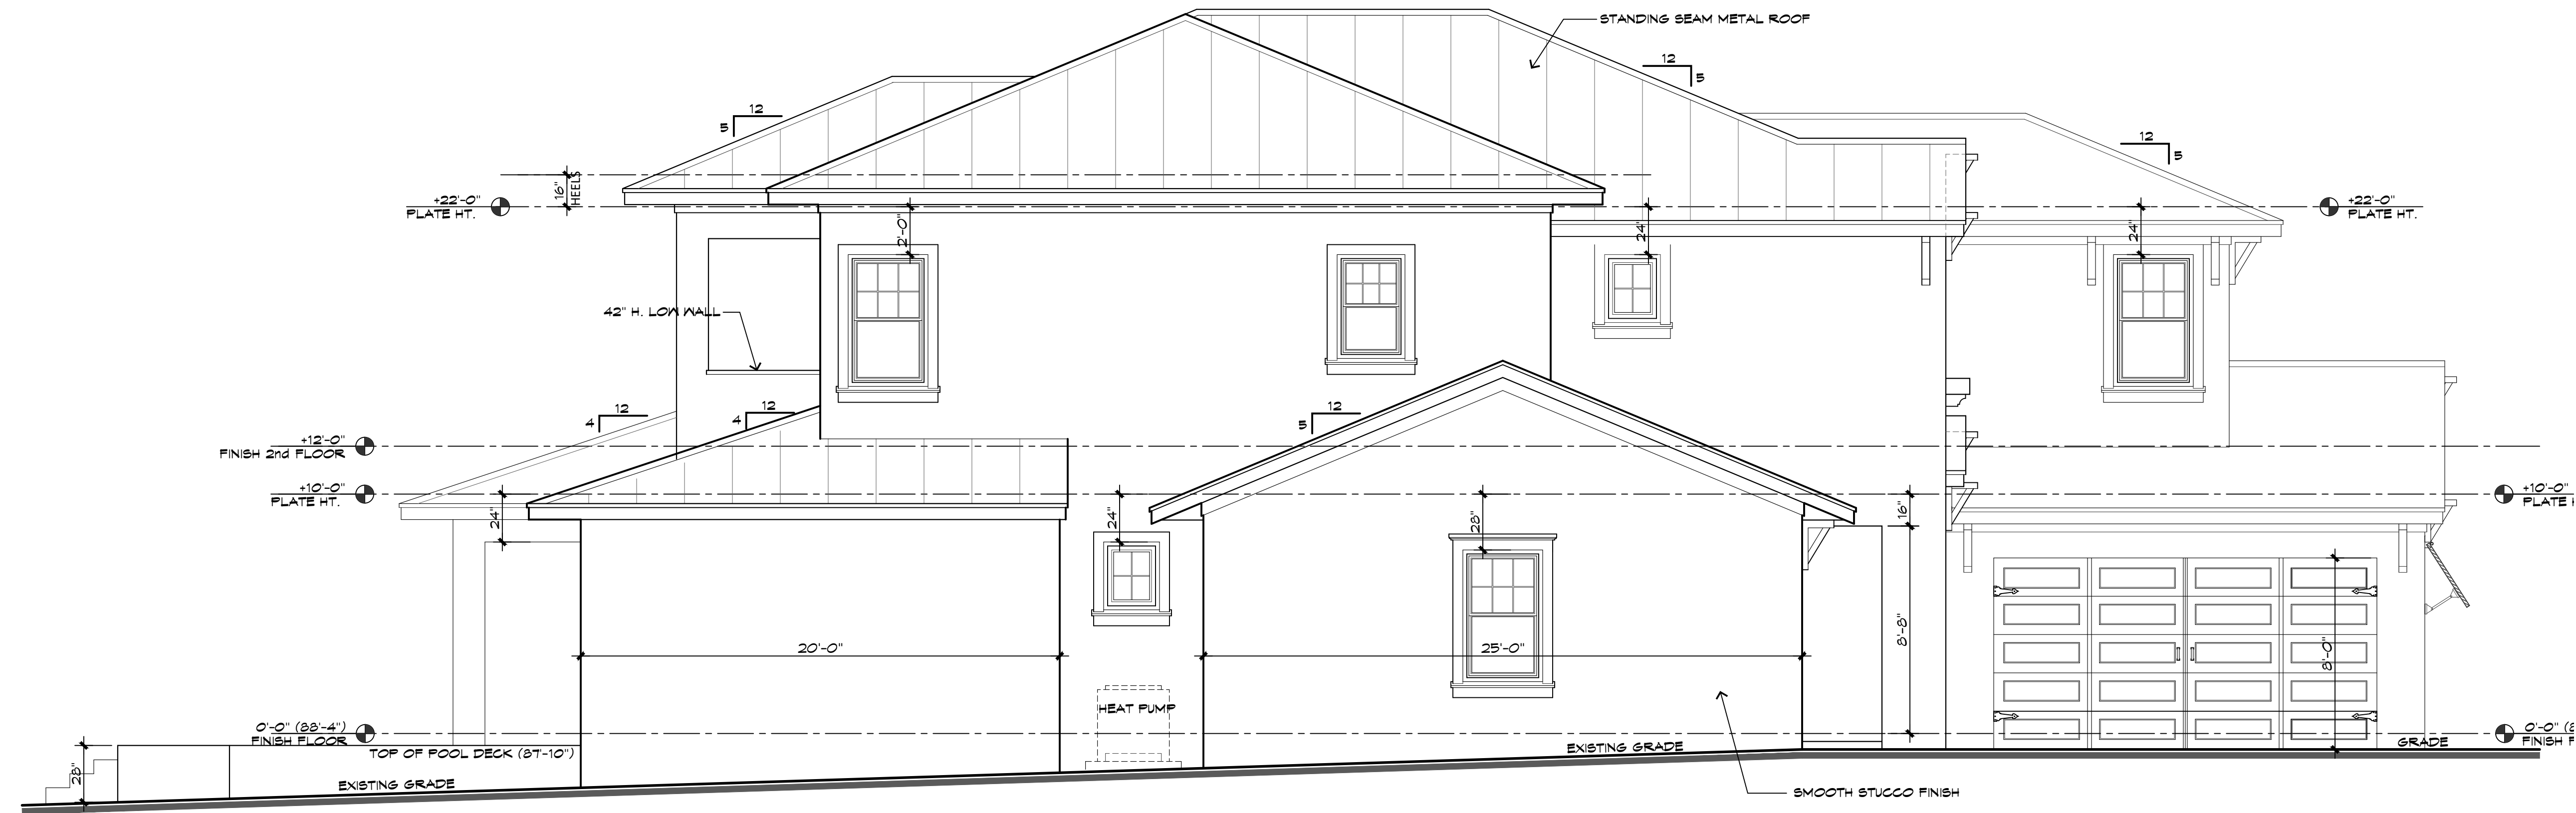 STANDING SEAM METAL ROOF
12
5
12
5
12
5
16"
HEELS
+22'-0"
PLATE HT.
+22'-0"
PLATE HT.
2'-0"
24"
24"
42" H. LOW WALL
12
4
12
4
12
5
+12'-0"
FINISH 2nd FLOOR
+10'-0"
PLATE HT.
+10'-0"
PLATE
24"
24"
28"
16"
20'-0"
25'-0"
8'-8"
8'-0"
HEAT PUMP
0'-0" (88'-4")
FINISH FLOOR
0'-0"
FINISH
TOP OF POOL DECK (87'-10")
EXISTING GRADE
GRADE
28"
EXISTING GRADE
SMOOTH STUCCO FINISH